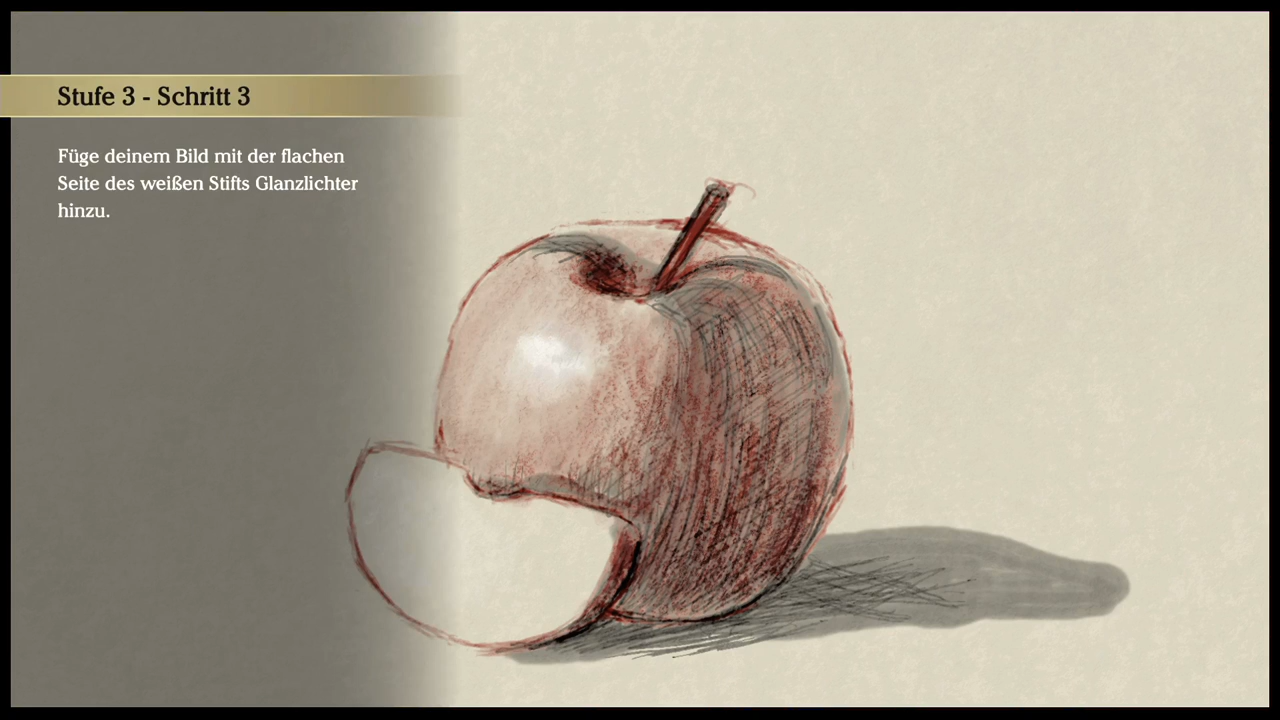 Stufe 3 - Schritt 3
Füge deinem Bild mit der flachen
Seite des weißen Stifts Glanzlichter
hinzu.